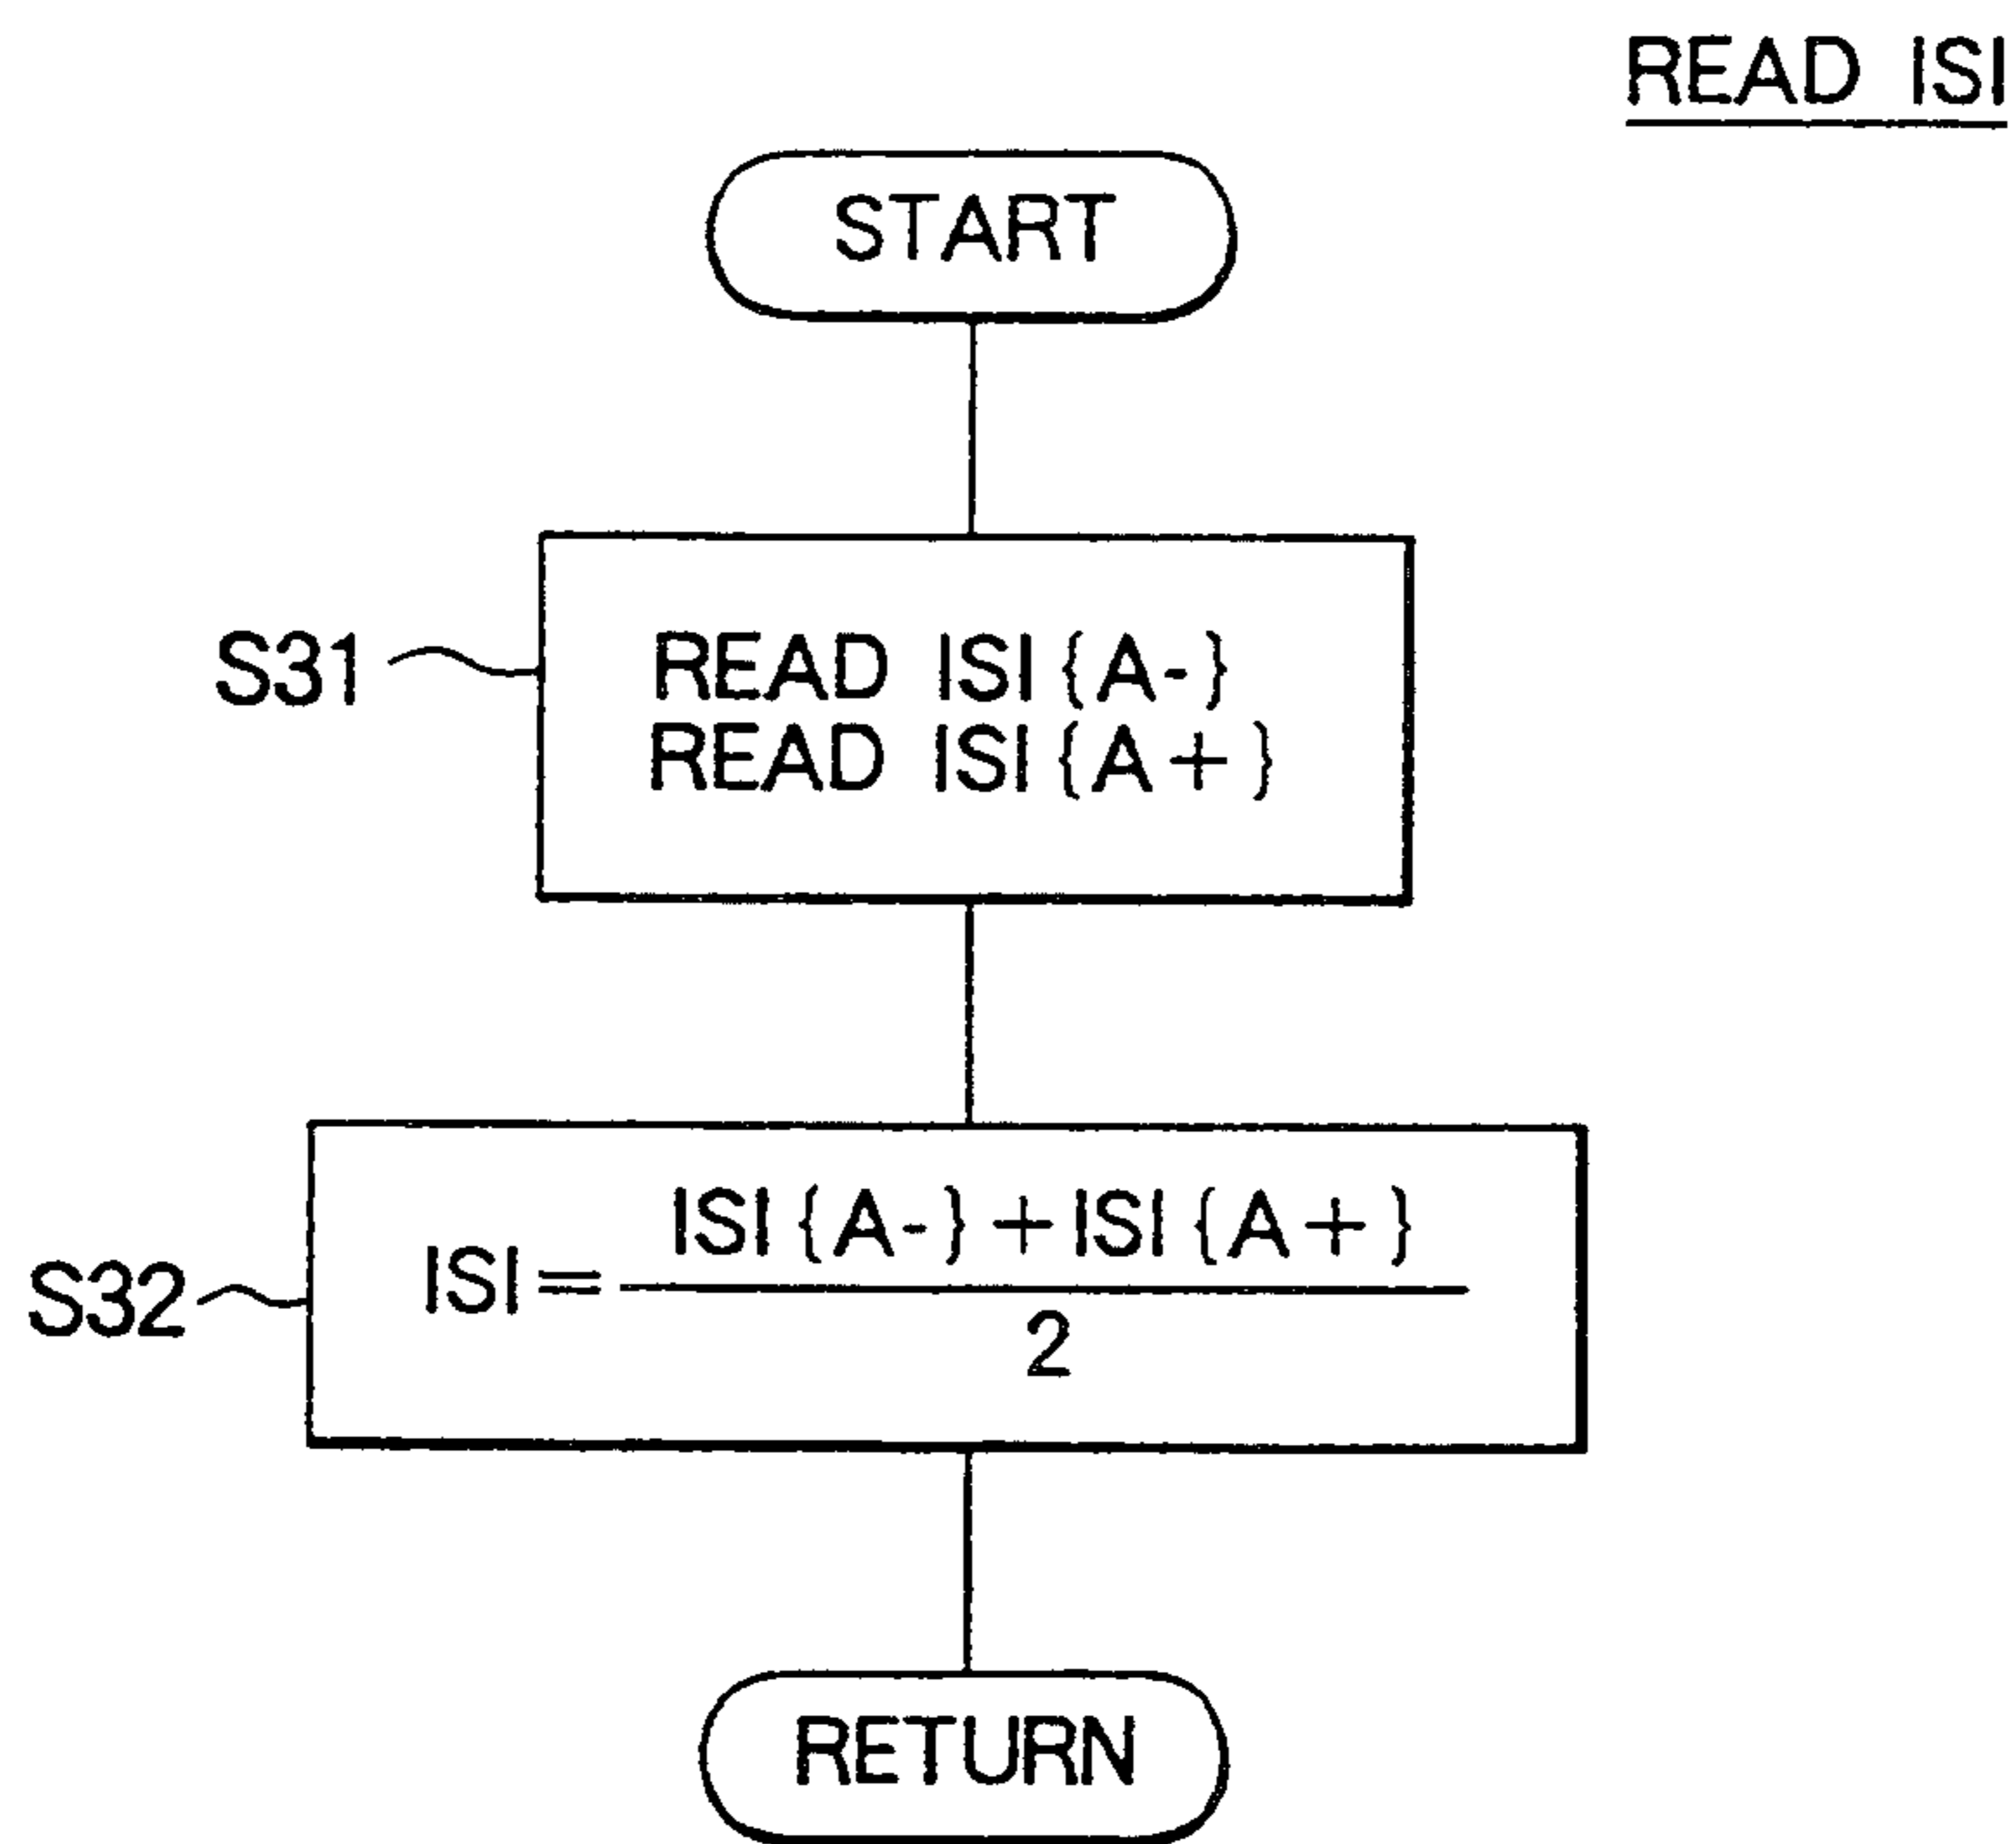 READ ISI
START
S31
READ ISI{A-}
READ ISI{A+}
S32
ISI=
ISI{A-}+ISI{A+}
2
RETURN